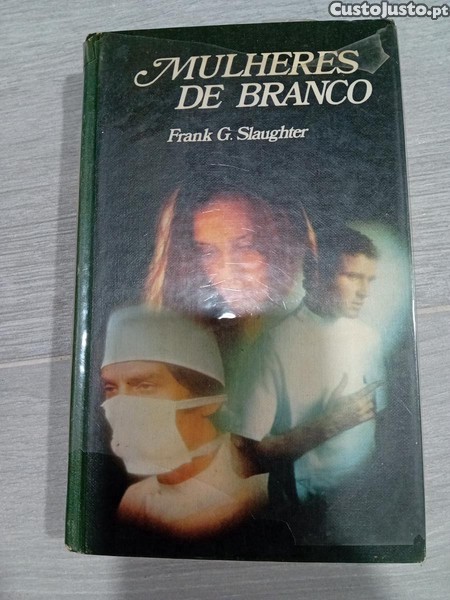 CustoJusto.pt
MULHERES
DE BRANCO
Frank G. Slaughter